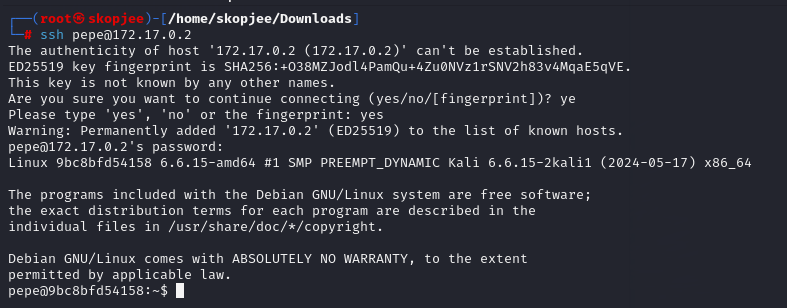 ┌──(root㉿skopjee)-[/home/skopjee/Downloads]
└─# ssh pepe@172.17.0.2
The authenticity of host '172.17.0.2 (172.17.0.2)' can't be established.
ED25519 key fingerprint is SHA256:+O38MZJodl4PamQu+4Zu0NVz1rSNV2h83v4MqaE5qVE.
This key is not known by any other names.
Are you sure you want to continue connecting (yes/no/[fingerprint])? ye
Please type 'yes', 'no' or the fingerprint: yes
Warning: Permanently added '172.17.0.2' (ED25519) to the list of known hosts.
pepe@172.17.0.2's password:
Linux 9bc8bfd54158 6.6.15-amd64 #1 SMP PREEMPT_DYNAMIC Kali 6.6.15-2kali1 (2024-05-17) x86_64
The programs included with the Debian GNU/Linux system are free software;
the exact distribution terms for each program are described in the
individual files in /usr/share/doc/*/copyright.
Debian GNU/Linux comes with ABSOLUTELY NO WARRANTY, to the extent
permitted by applicable law.
pepe@9bc8bfd54158:~$